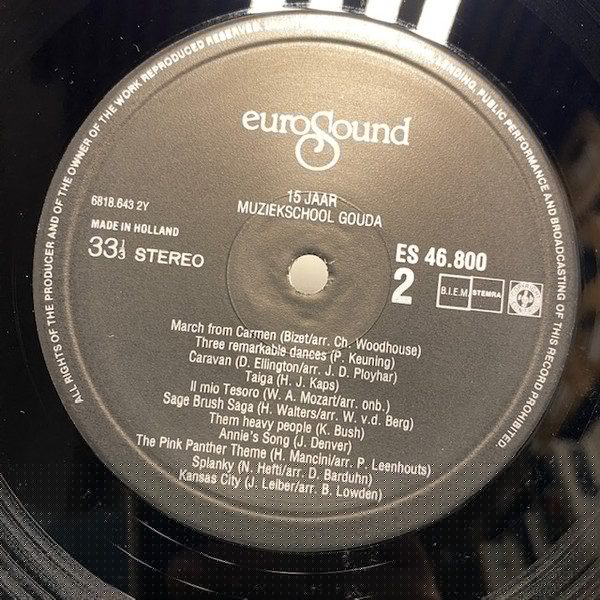 ALL RIGHTS OF THE PRODUCER AND OF THE OWNER OF THE WORK REPRODUCED RESERVED.
LENDING, PUBLIC PERFORMANCE AND BROADCASTING OF THIS RECORD PROHIBITED.
euroSound
15 JAAR
MUZIEKSCHOOL GOUDA
6818.643 2Y
MADE IN HOLLAND
33⅓ STEREO
ES 46.800
2
B.I.E.M. STEMRA
March from Carmen (Bizet/arr. Ch. Woodhouse)
Three remarkable dances (P. Keuning)
Caravan (D. Ellington/arr. J. D. Ployhar)
Taiga (H. J. Kaps)
Il mio Tesoro (W. A. Mozart/arr. onb.)
Sage Brush Saga (H. Walters/arr. W. v.d. Berg)
Them heavy people (K. Bush)
Annie's Song (J. Denver)
The Pink Panther Theme (H. Mancini/arr. P. Leenhouts)
Splanky (N. Hefti/arr. D. Barduhn)
Kansas City (J. Leiber/arr. B. Lowden)